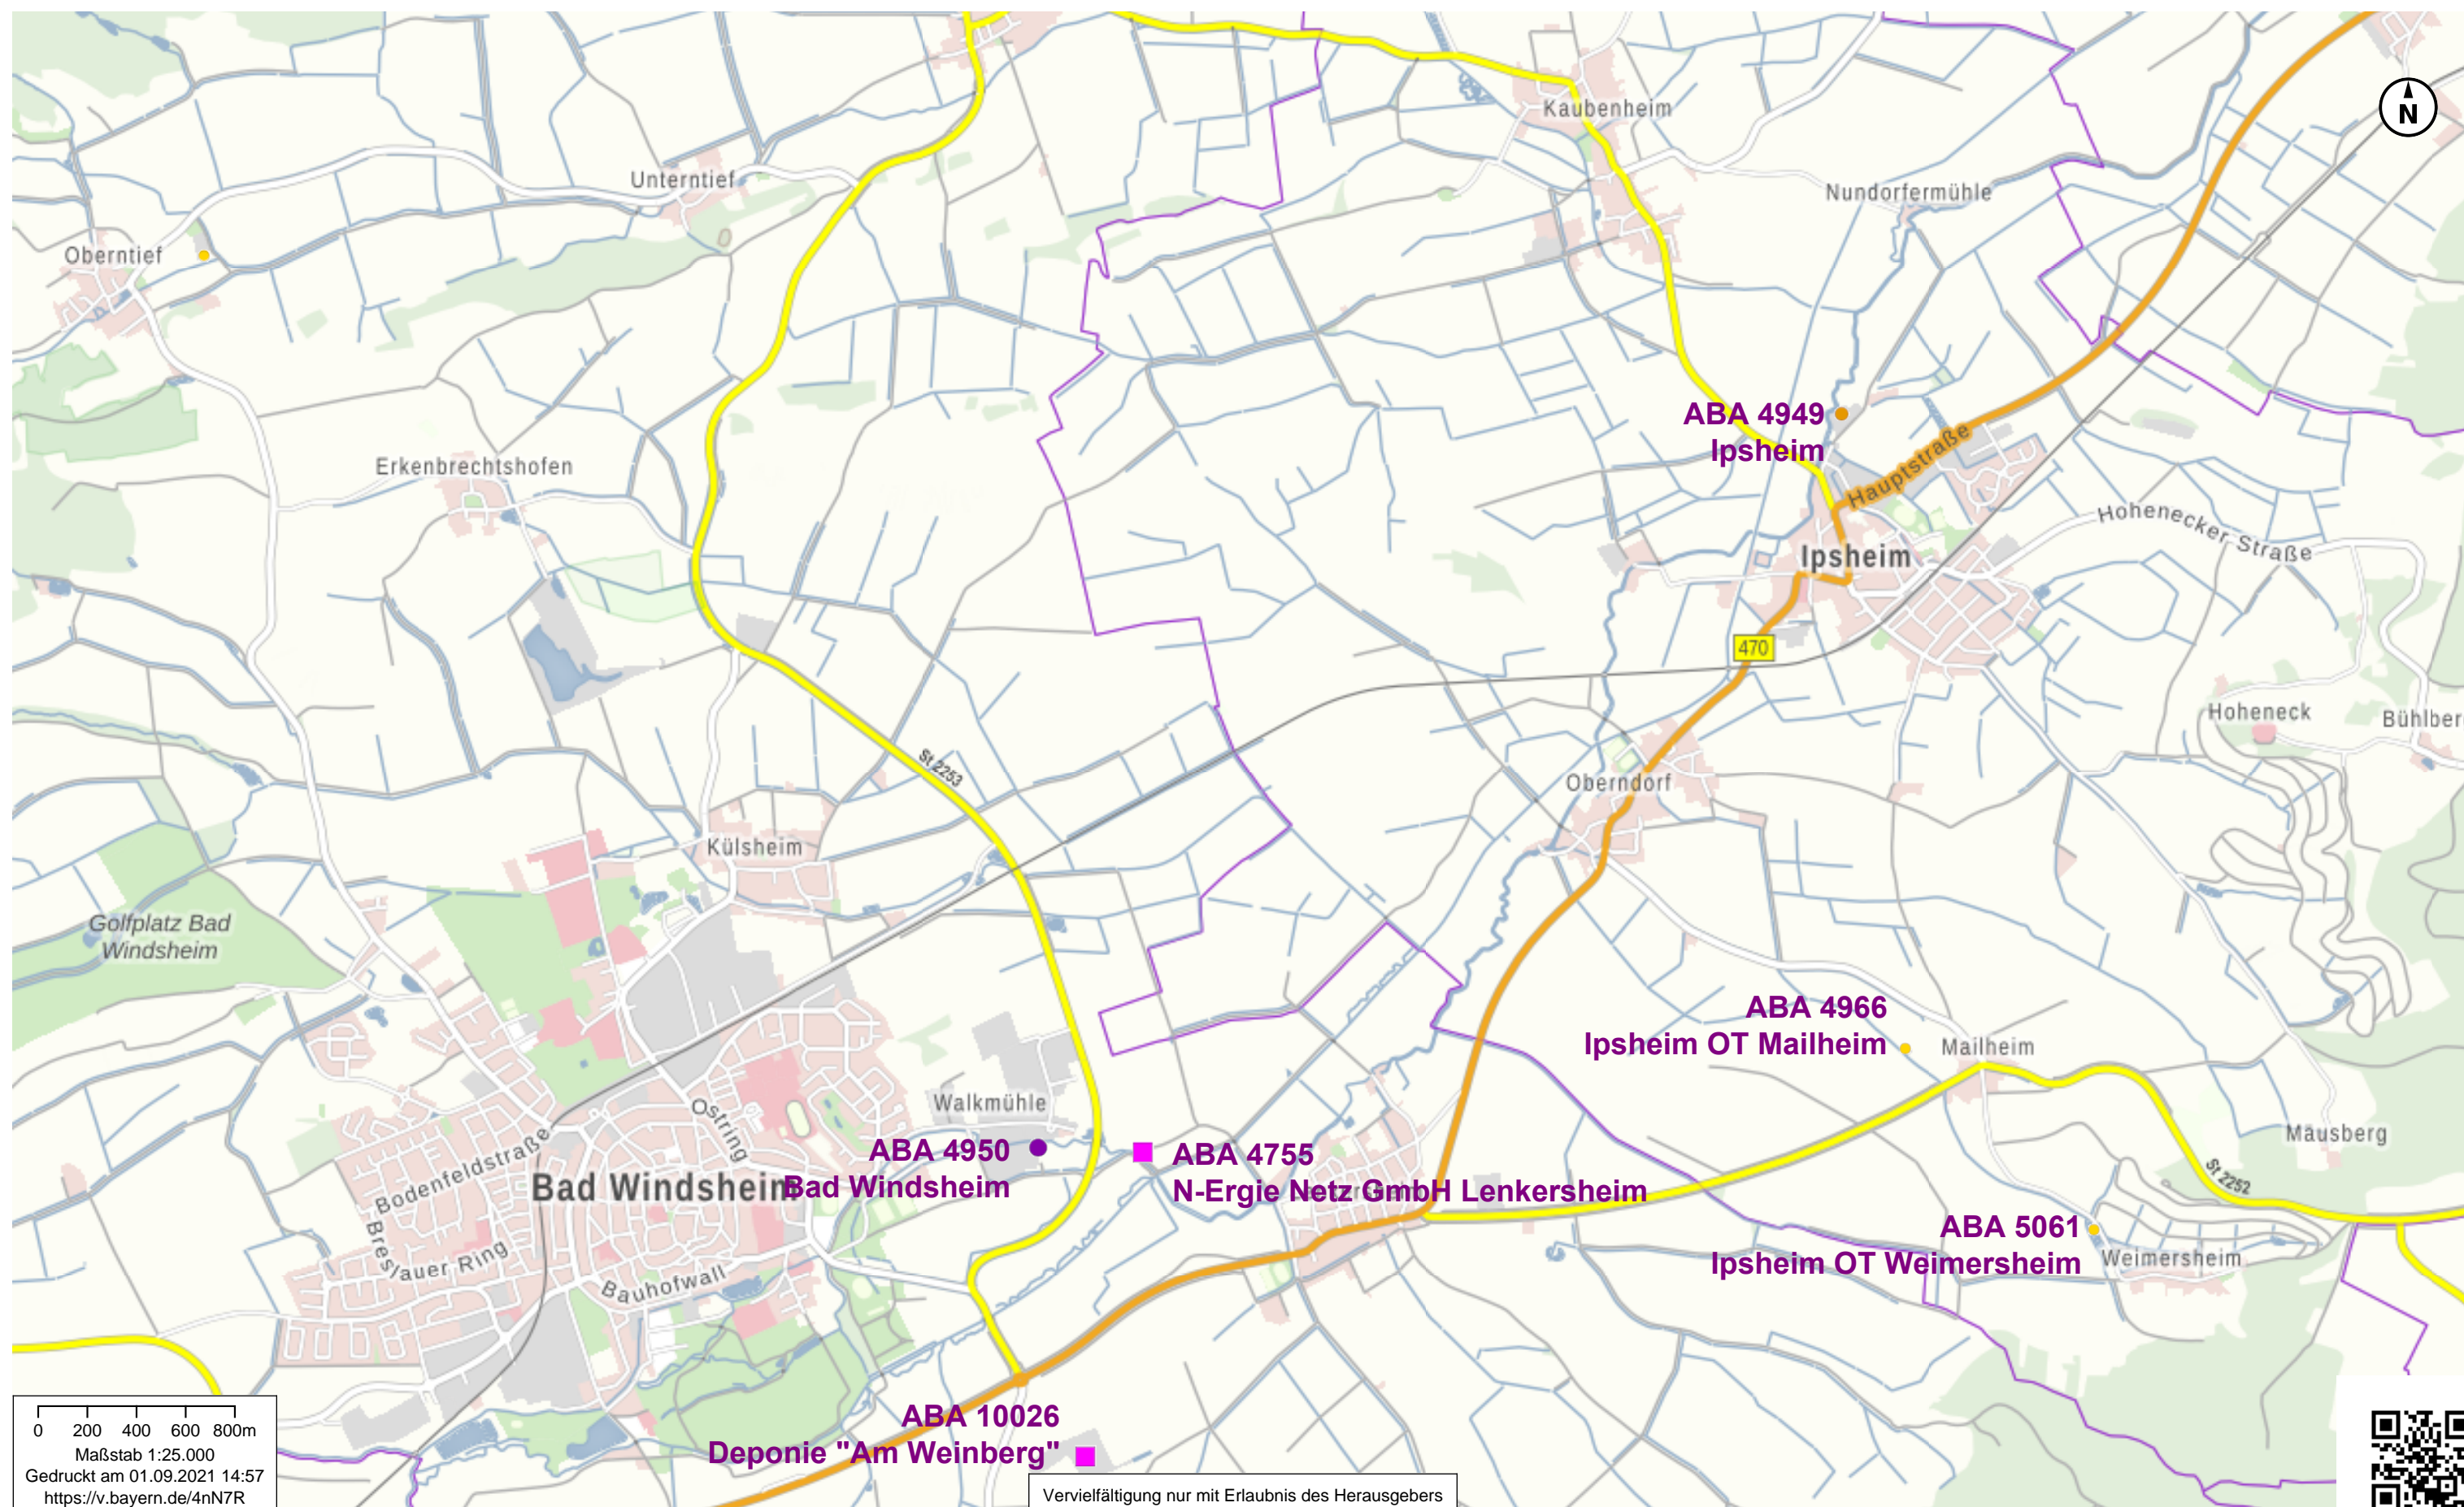 Kaubenheim
N
Unterntief
Nundorfermühle
Oberntief
ABA 4949
Ipsheim
Hauptstraße
Erkenbrechtshofen
Hohenecker Straße
Ipsheim
470
Hoheneck
Bühlber
St 2253
Oberndorf
Külsheim
Golfplatz Bad
Windsheim
ABA 4966
Ipsheim OT Mailheim
Mailheim
Walkmühle
Ostring
Mäusberg
Bodenfeldstraße
ABA 4950
Bad Windsheim
ABA 4755
N-Ergie Netz GmbH Lenkersheim
Bad Windsheim
St 2252
Breslauer Ring
ABA 5061
Ipsheim OT Weimersheim
Weimersheim
Bauhofwall
ABA 10026
Deponie "Am Weinberg"
0 200 400 600 800m
Maßstab 1:25.000
Gedruckt am 01.09.2021 14:57
https://v.bayern.de/4nN7R
Vervielfältigung nur mit Erlaubnis des Herausgebers